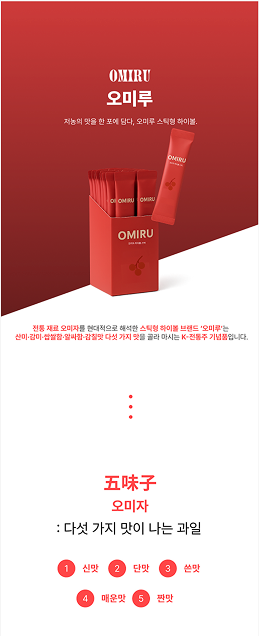 OMIRU
오미루
저농의 맛을 한 포에 담다, 오미루 스틱형 하이볼.
OMIRU
OMIRU
OMIRU
OMIRU
전통 재료 오미자를 현대적으로 해석한 스틱형 하이볼 브랜드 '오미루'는
산미·감미·쌉쌀함·알싸함·감칠맛 다섯 가지 맛을 골라 마시는 K-전통주 기념품입니다.
五味子
오미자
: 다섯 가지 맛이 나는 과일
1 신맛 2 단맛 3 쓴맛
4 매운맛 5 짠맛